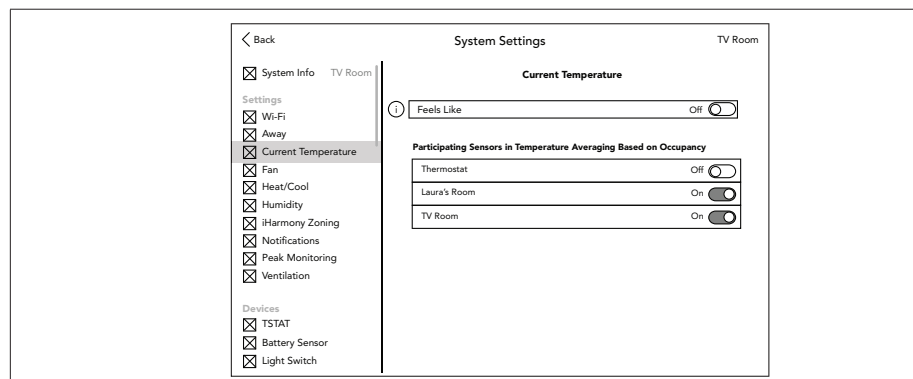 Back
System Settings
TV Room
System Info TV Room
Settings
Wi-Fi
Away
Current Temperature
Fan
Heat/Cool
Humidity
iHarmony Zoning
Notifications
Peak Monitoring
Ventilation
Devices
TSTAT
Battery Sensor
Light Switch
Current Temperature
i Feels Like Off
Participating Sensors in Temperature Averaging Based on Occupancy
Thermostat Off
Laura's Room On
TV Room On